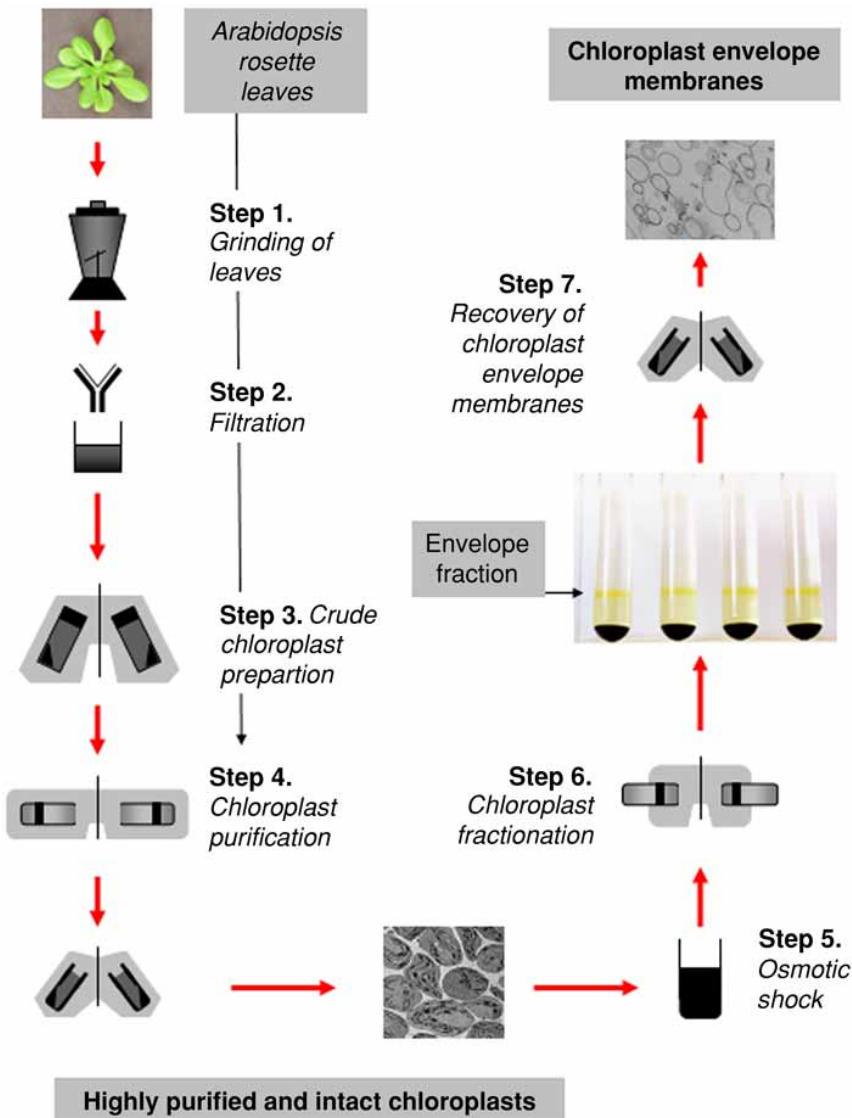 Arabidopsis
rosette
leaves
Step 1.
Grinding of
leaves
Step 2.
Filtration
Step 3. Crude
chloroplast
prepartion
Step 4.
Chloroplast
purification
Highly purified and intact chloroplasts
Step 5.
Osmotic
shock
Step 6.
Chloroplast
fractionation
Envelope
fraction
Step 7.
Recovery of
chloroplast
envelope
membranes
Chloroplast envelope
membranes